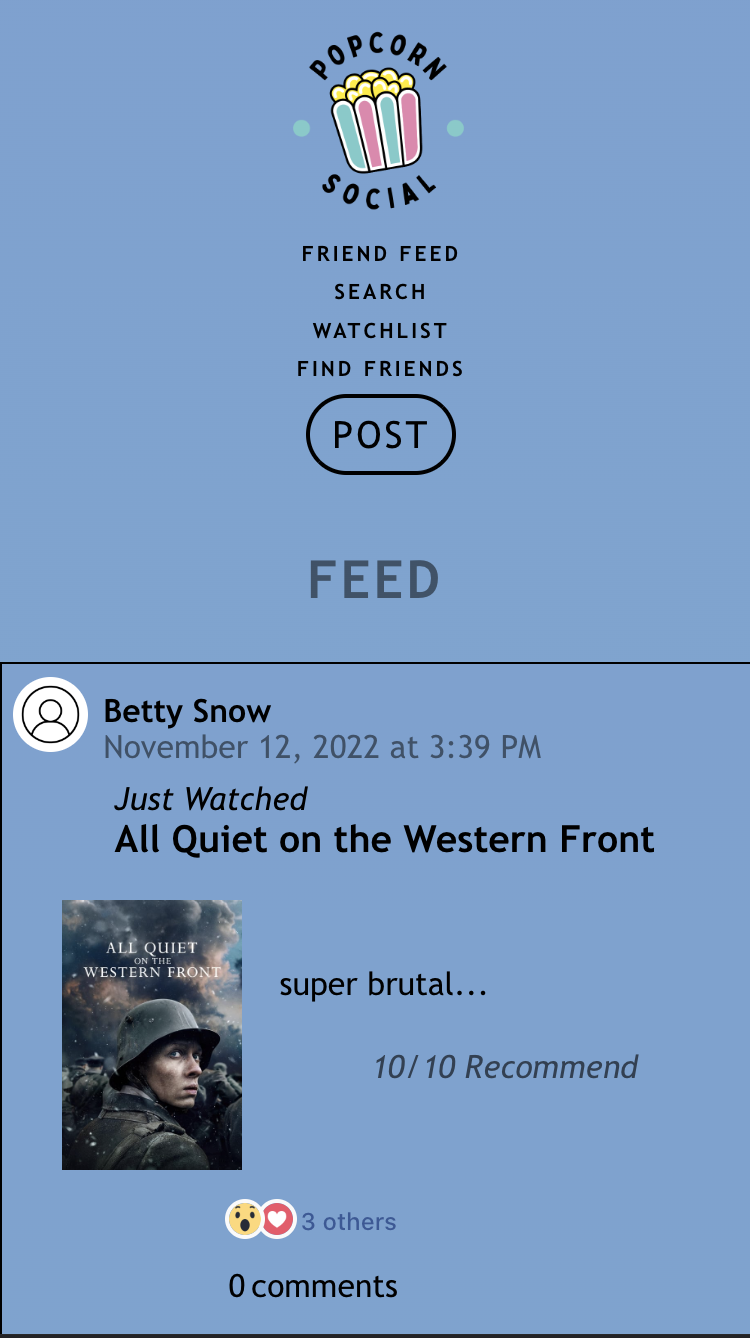 POPCORN
SOCIAL
FRIEND FEED
SEARCH
WATCHLIST
FIND FRIENDS
POST
FEED
Betty Snow
November 12, 2022 at 3:39 PM
Just Watched
All Quiet on the Western Front
ALL QUIET
ON THE
WESTERN FRONT
super brutal...
10/10 Recommend
3 others
0 comments